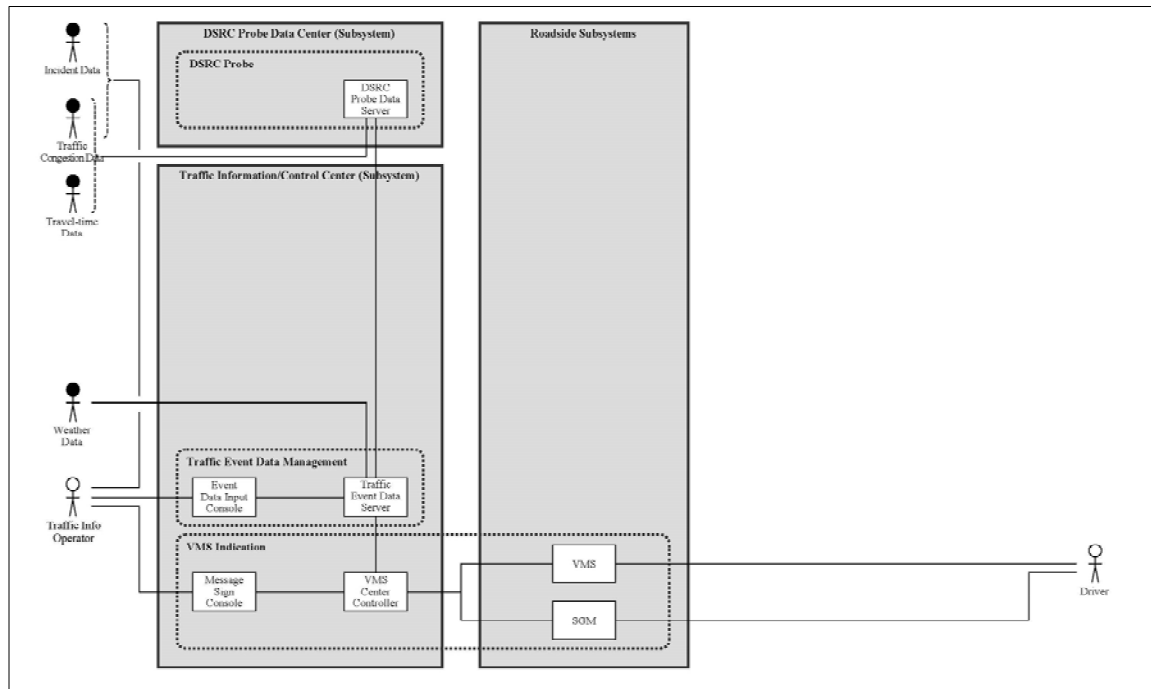 DSRC Probe Data Center (Subsystem)
Roadside Subsystems
DSRC Probe
DSRC
Probe Data
Server
Incident Data
Traffic
Congestion Data
Travel-time
Data
Traffic Information/Control Center (Subsystem)
Weather
Data
Traffic Event Data Management
Event
Data Input
Console
Traffic
Event Data
Server
Traffic Info
Operator
VMS Indication
Message
Sign
Console
VMS
Center
Controller
VMS
SGM
Driver